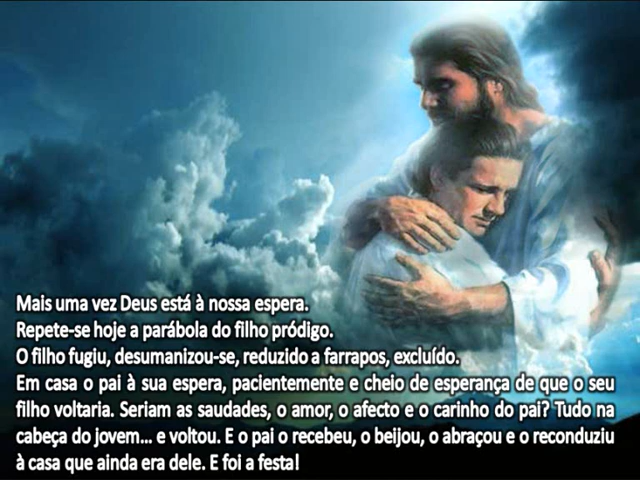 Mais uma vez Deus está à nossa espera.
Repete-se hoje a parábola do filho pródigo.
O filho fugiu, desumanizou-se, reduzido a farrapos, excluído.
Em casa o pai à sua espera, pacientemente e cheio de esperança de que o seu
filho voltaria. Seriam as saudades, o amor, o afecto e o carinho do pai? Tudo na
cabeça do jovem... e voltou. E o pai o recebeu, o beijou, o abraçou e o reconduziu
à casa que ainda era dele. E foi a festa!